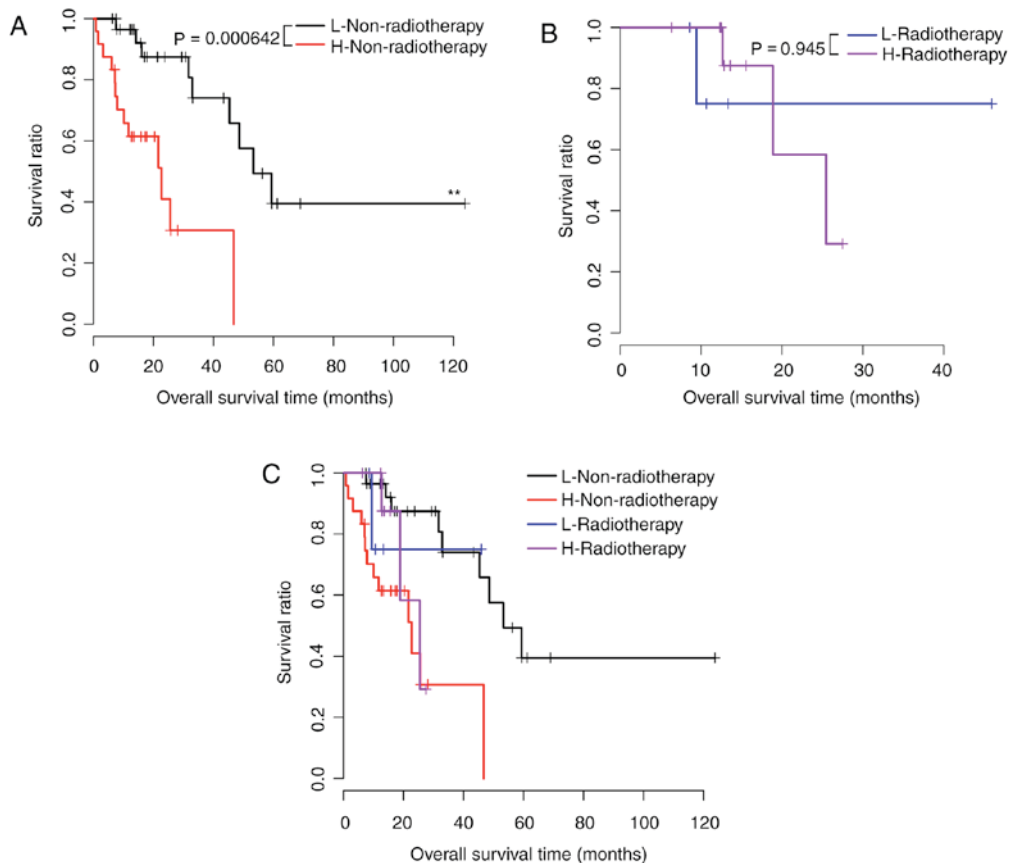 A
P = 0.000642
L-Non-radiotherapy
H-Non-radiotherapy
**
Survival ratio
0.0
0.2
0.4
0.6
0.8
1.0
0 20 40 60 80 100 120
Overall survival time (months)
B
P = 0.945
L-Radiotherapy
H-Radiotherapy
Survival ratio
0.0
0.2
0.4
0.6
0.8
1.0
0 10 20 30 40
Overall survival time (months)
C
L-Non-radiotherapy
H-Non-radiotherapy
L-Radiotherapy
H-Radiotherapy
Survival ratio
0.0
0.2
0.4
0.6
0.8
1.0
0 20 40 60 80 100 120
Overall survival time (months)